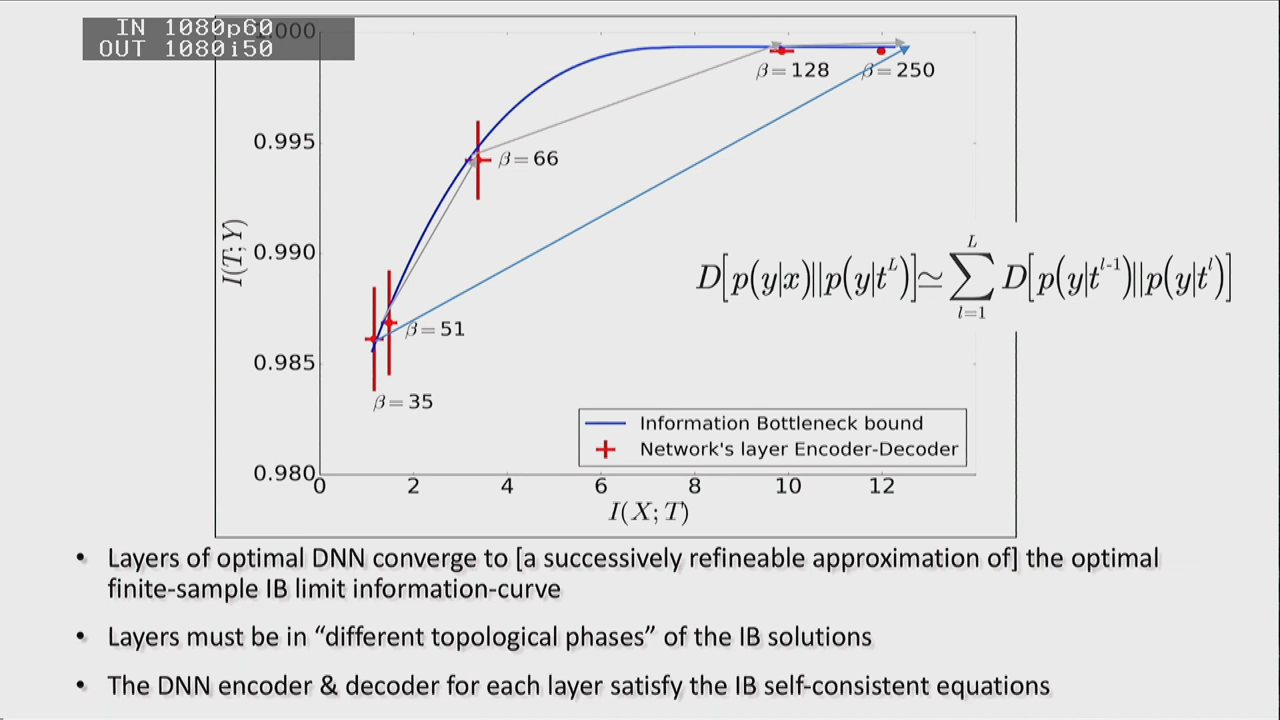 IN 1080p60
OUT 1080i50
000
β=128
β=250
0.995
β=66
0.990
I(T;Y)
D[p(y|x)||p(y|t^L)]≃∑_{l=1}^{L} D[p(y|t^{l-1})||p(y|t^l)]
β=51
0.985
β=35
Information Bottleneck bound
Network's layer Encoder-Decoder
0.980
0 2 4 6 8 10 12
I(X;T)
• Layers of optimal DNN converge to [a successively refineable approximation of] the optimal
finite-sample IB limit information-curve
• Layers must be in “different topological phases” of the IB solutions
• The DNN encoder & decoder for each layer satisfy the IB self-consistent equations